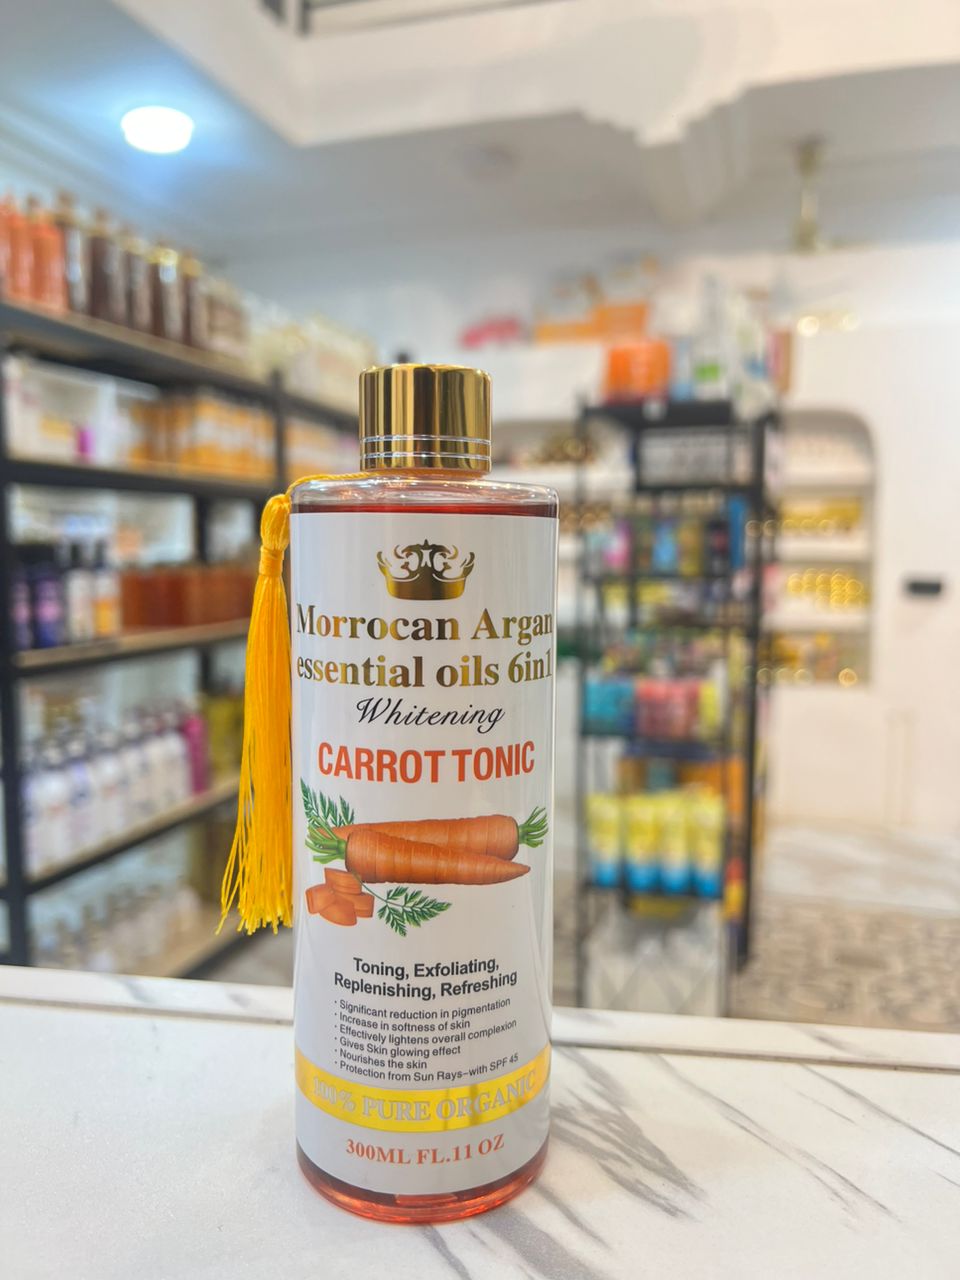 Morrocan Argan
essential oils 6in1
Whitening
CARROT TONIC
Toning, Exfoliating,
Replenishing, Refreshing
· Significant reduction in pigmentation
· Increase in softness of skin
· Effectively lightens overall complexion
· Gives Skin glowing effect
· Nourishes the skin
· Protection from Sun Rays-with SPF 45
100% PURE ORGANIC
300ML FL.11 OZ